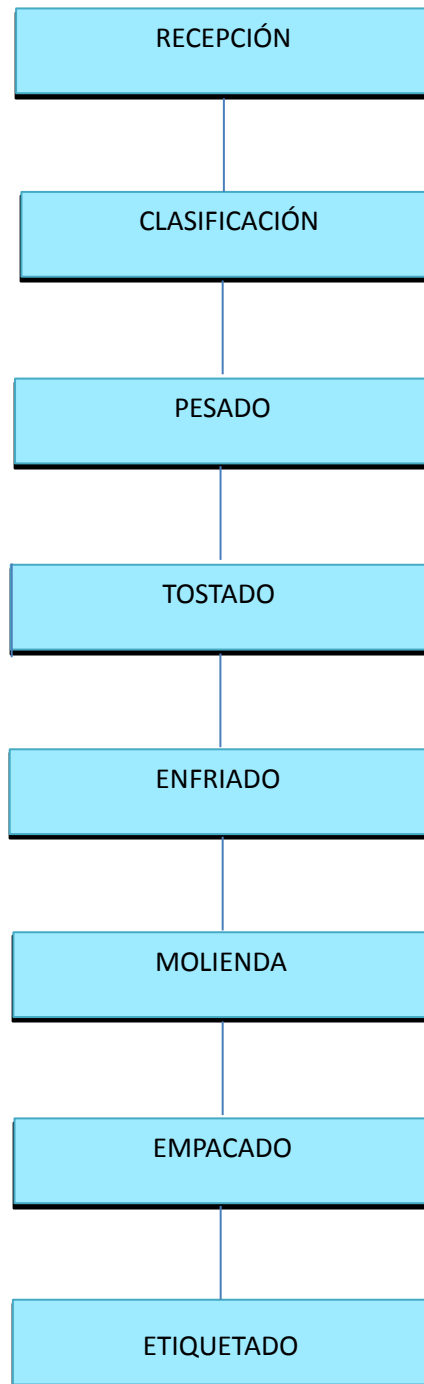 RECEPCIÓN
CLASIFICACIÓN
PESADO
TOSTADO
ENFRIADO
MOLIENDA
EMPACADO
ETIQUETADO